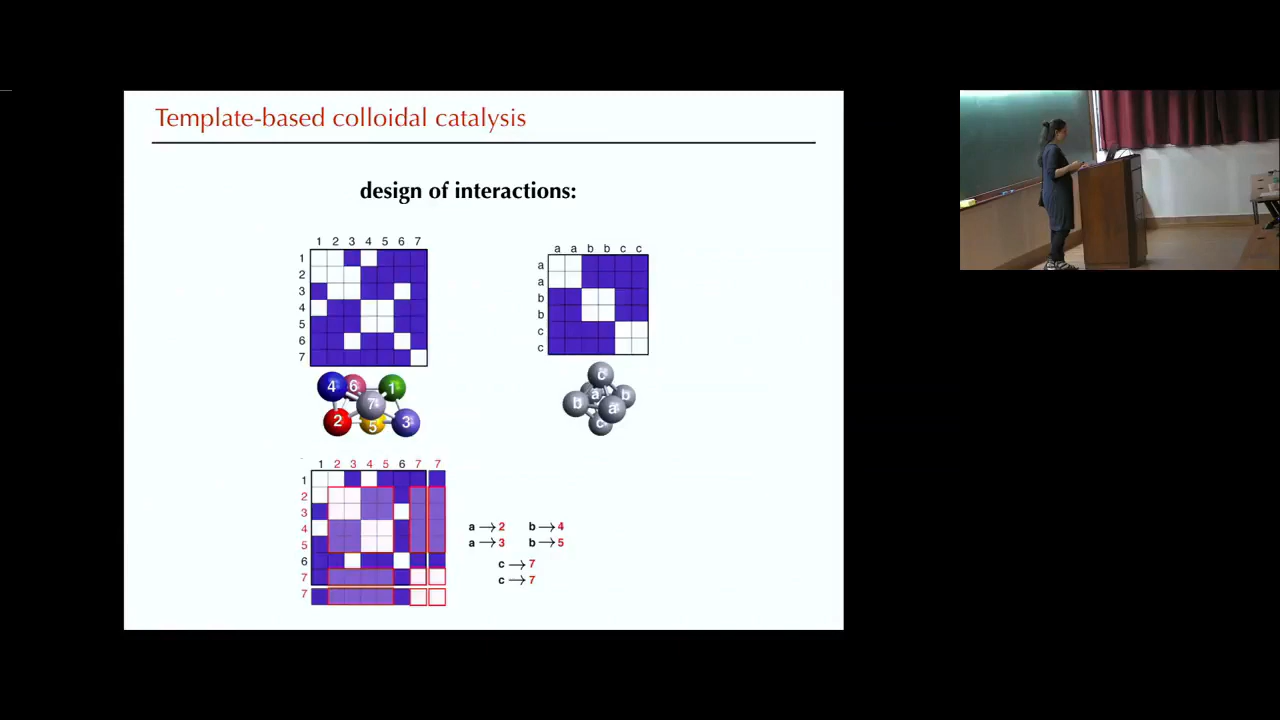 Template-based colloidal catalysis
design of interactions:
1 2 3 4 5 6 7
1
2
3
4
5
6
7
a a b b c c
a
a
b
b
c
c
4 6 1
7
2 5 3
c
a b
b a
c
1 2 3 4 5 6 7 7
1
2
3
4
5
6
7
7
a → 2 b → 4
a → 3 b → 5
c → 7
c → 7